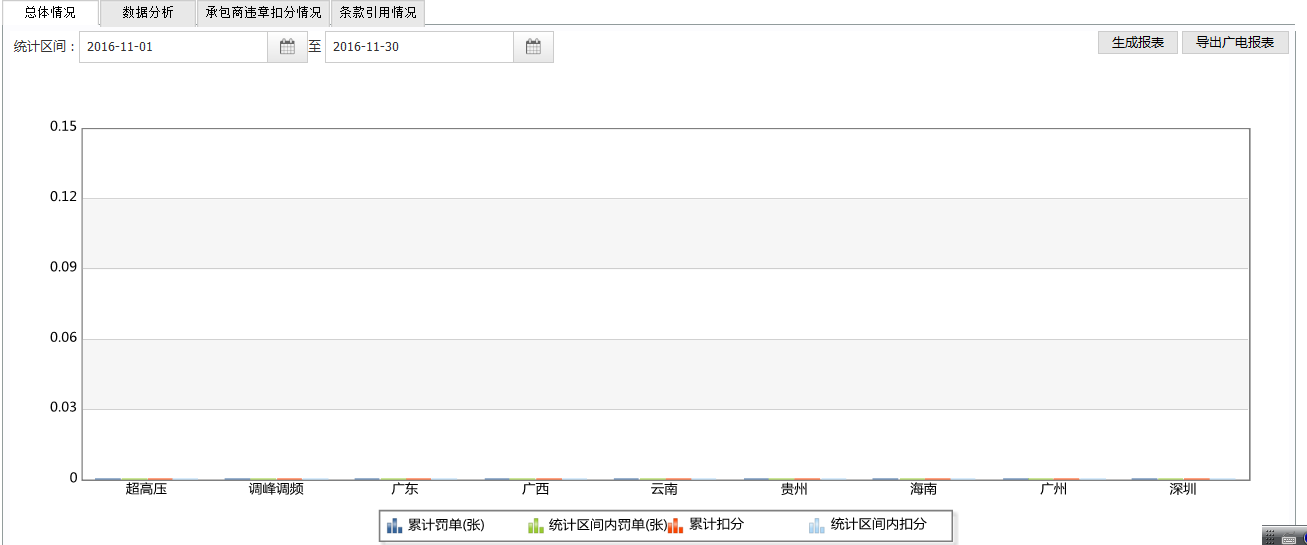 总体情况 数据分析 承包商违章扣分情况 条款引用情况
统计区间： 2016-11-01 至 2016-11-30 生成报表 导出广电报表
0.15
0.12
0.09
0.06
0.03
0
超高压 调峰调频 广东 广西 云南 贵州 海南 广州 深圳
累计罚单(张) 统计区间内罚单(张) 累计扣分 统计区间内扣分